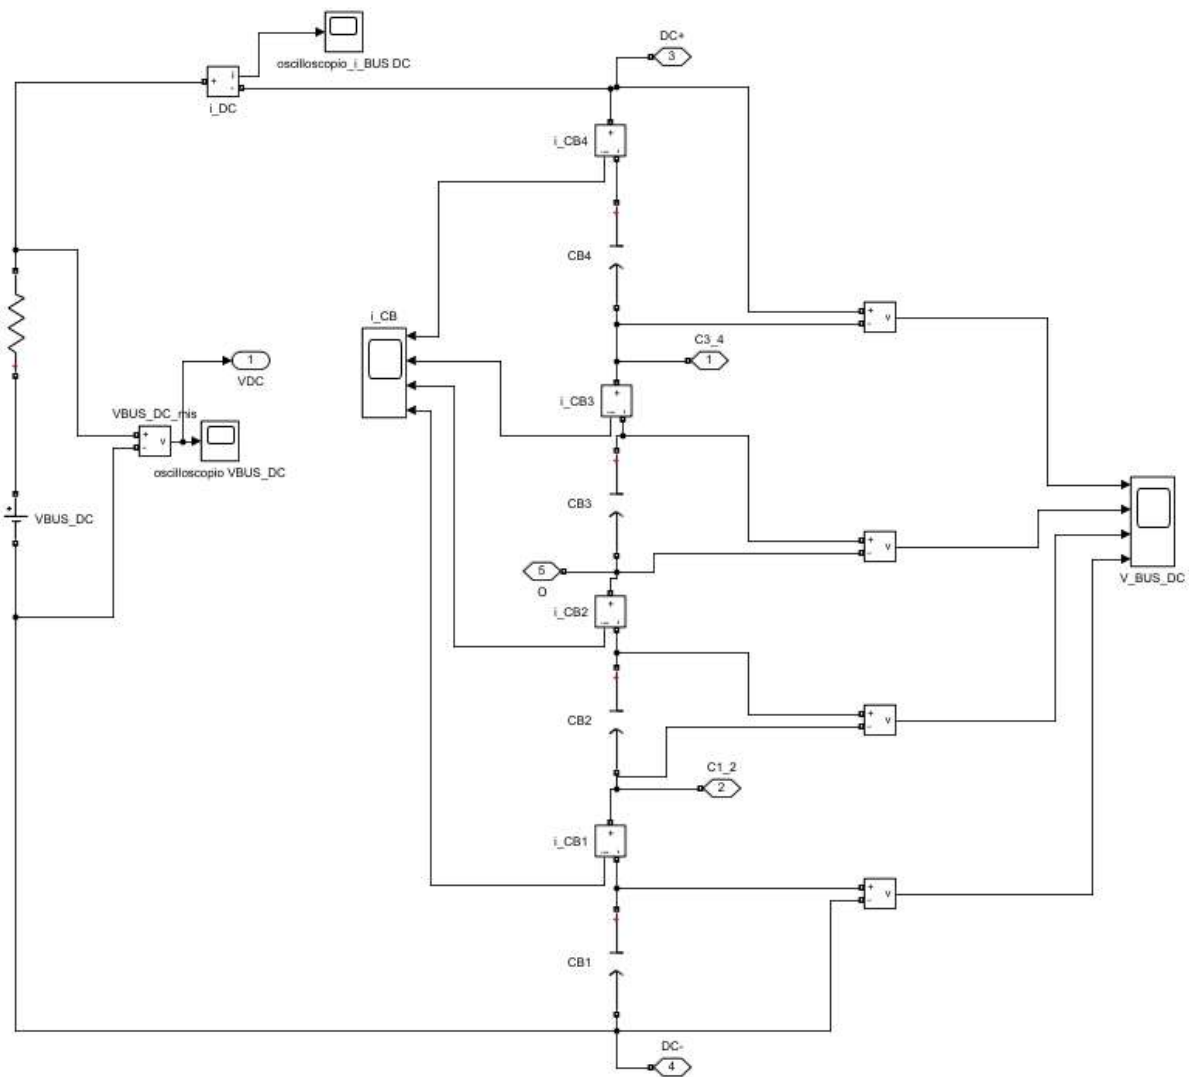 DC+
3
oscilloscopio_i_BUS DC
i
+
-
i_DC
i_CB4
+
CB4
i_CB
+
-
v
C3_4
1
1
VDC
i_CB3
+
VBUS_DC_mis
+
-
v
oscilloscopio VBUS_DC
CB3
+
VBUS_DC
+
-
v
V_BUS_DC
5
O
i_CB2
+
+
-
v
CB2
C1_2
2
i_CB1
+
+
-
v
CB1
DC-
4